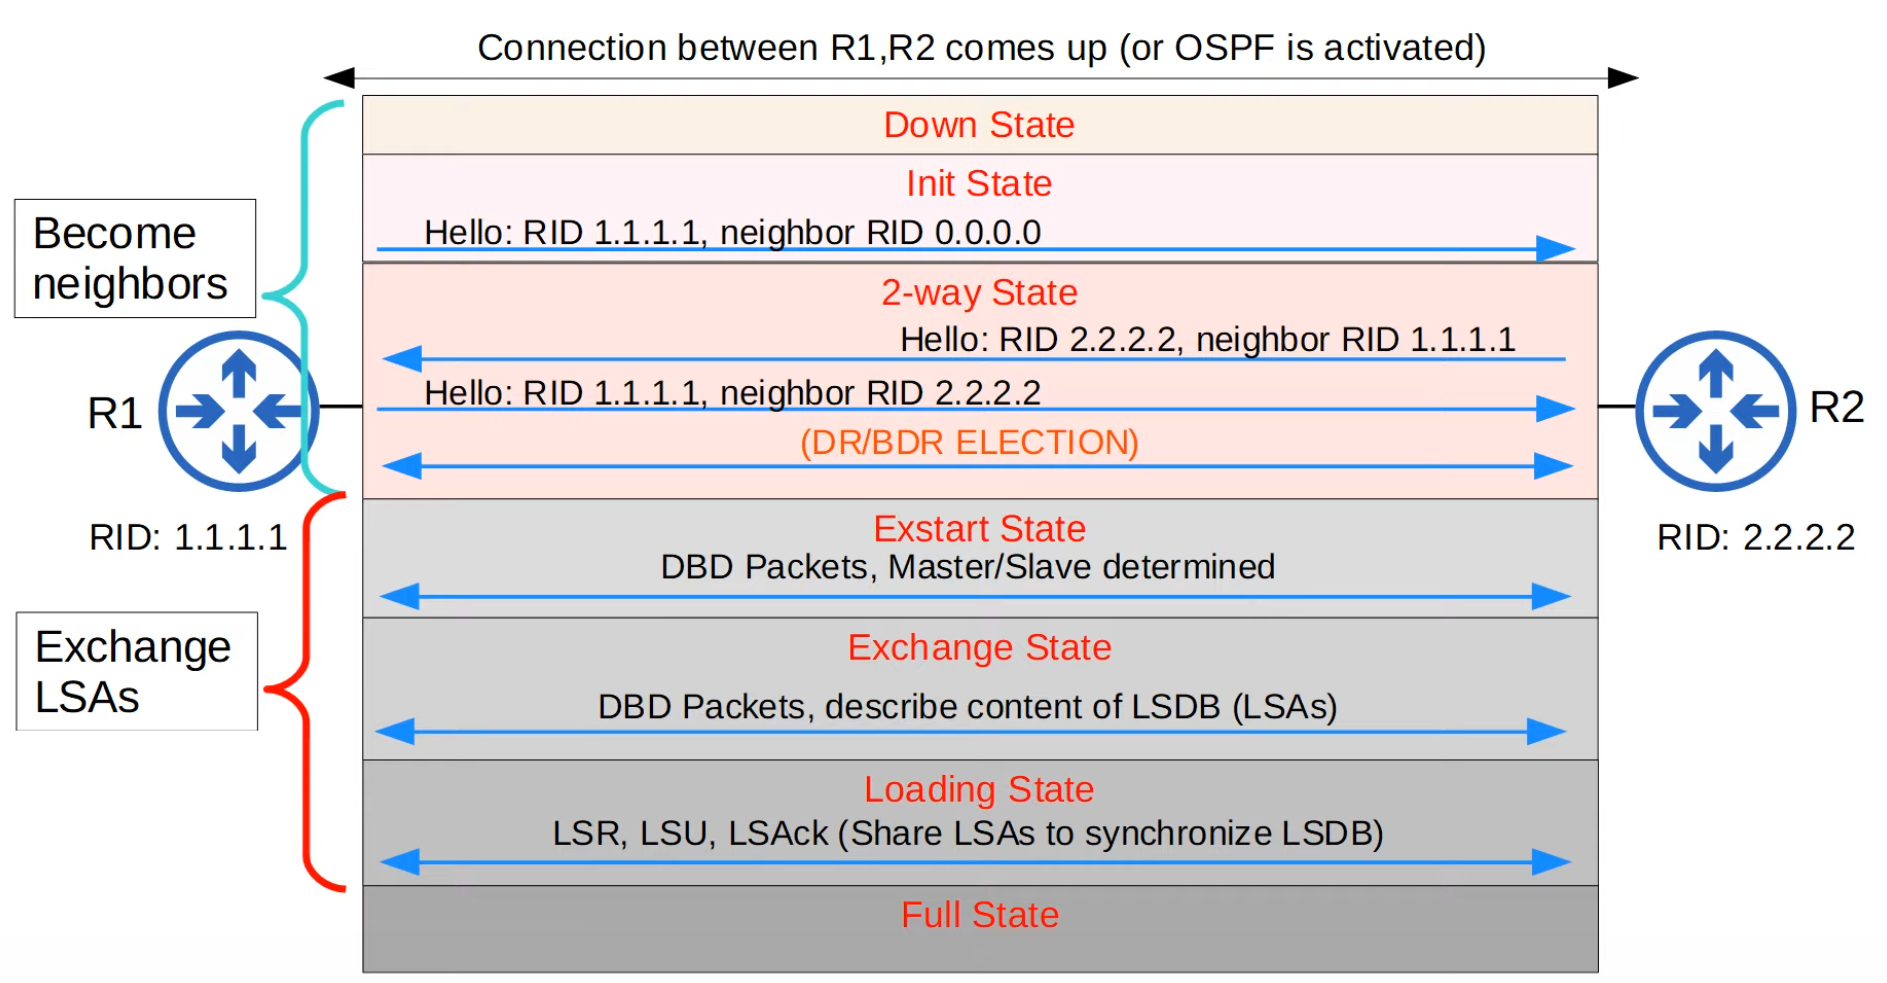 Connection between R1,R2 comes up (or OSPF is activated)
Down State
Init State
Hello: RID 1.1.1.1, neighbor RID 0.0.0.0
Become
neighbors
2-way State
Hello: RID 2.2.2.2, neighbor RID 1.1.1.1
Hello: RID 1.1.1.1, neighbor RID 2.2.2.2
(DR/BDR ELECTION)
R1
R2
RID: 1.1.1.1
RID: 2.2.2.2
Exstart State
DBD Packets, Master/Slave determined
Exchange
LSAs
Exchange State
DBD Packets, describe content of LSDB (LSAs)
Loading State
LSR, LSU, LSAck (Share LSAs to synchronize LSDB)
Full State